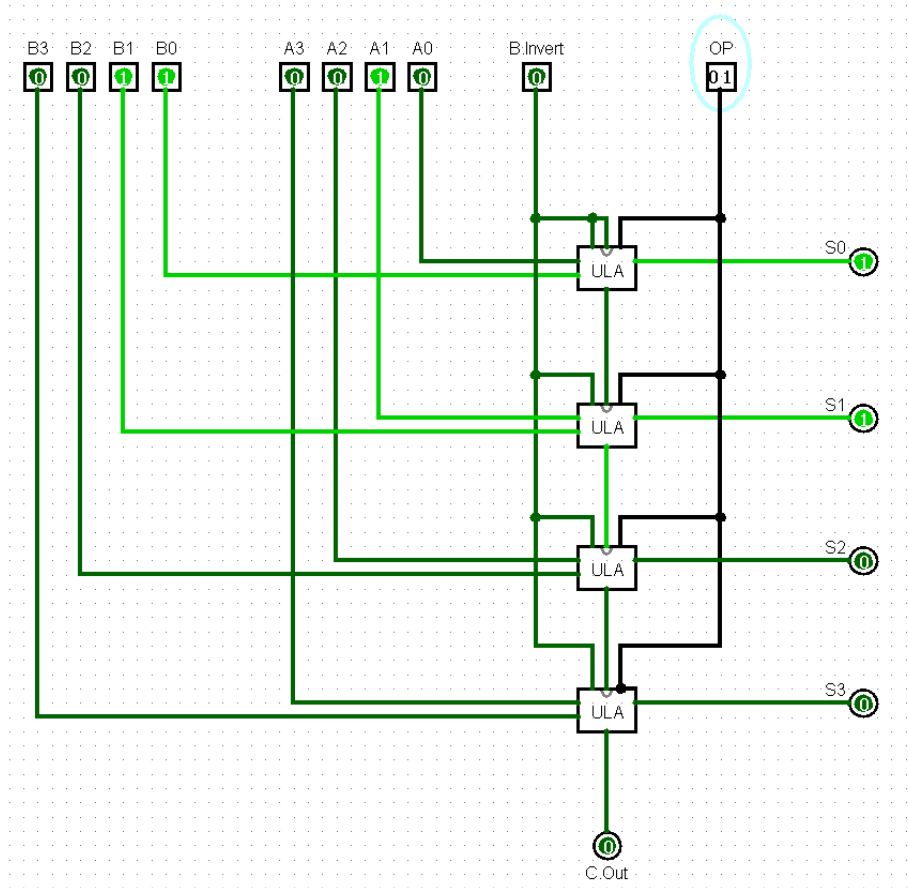 B3 B2 B1 B0 A3 A2 A1 A0 B.Invert OP
0 0 1 1 0 0 1 0 0 01
S0
ULA 1
S1
ULA 1
S2
ULA 0
S3
ULA 0
0
C.Out